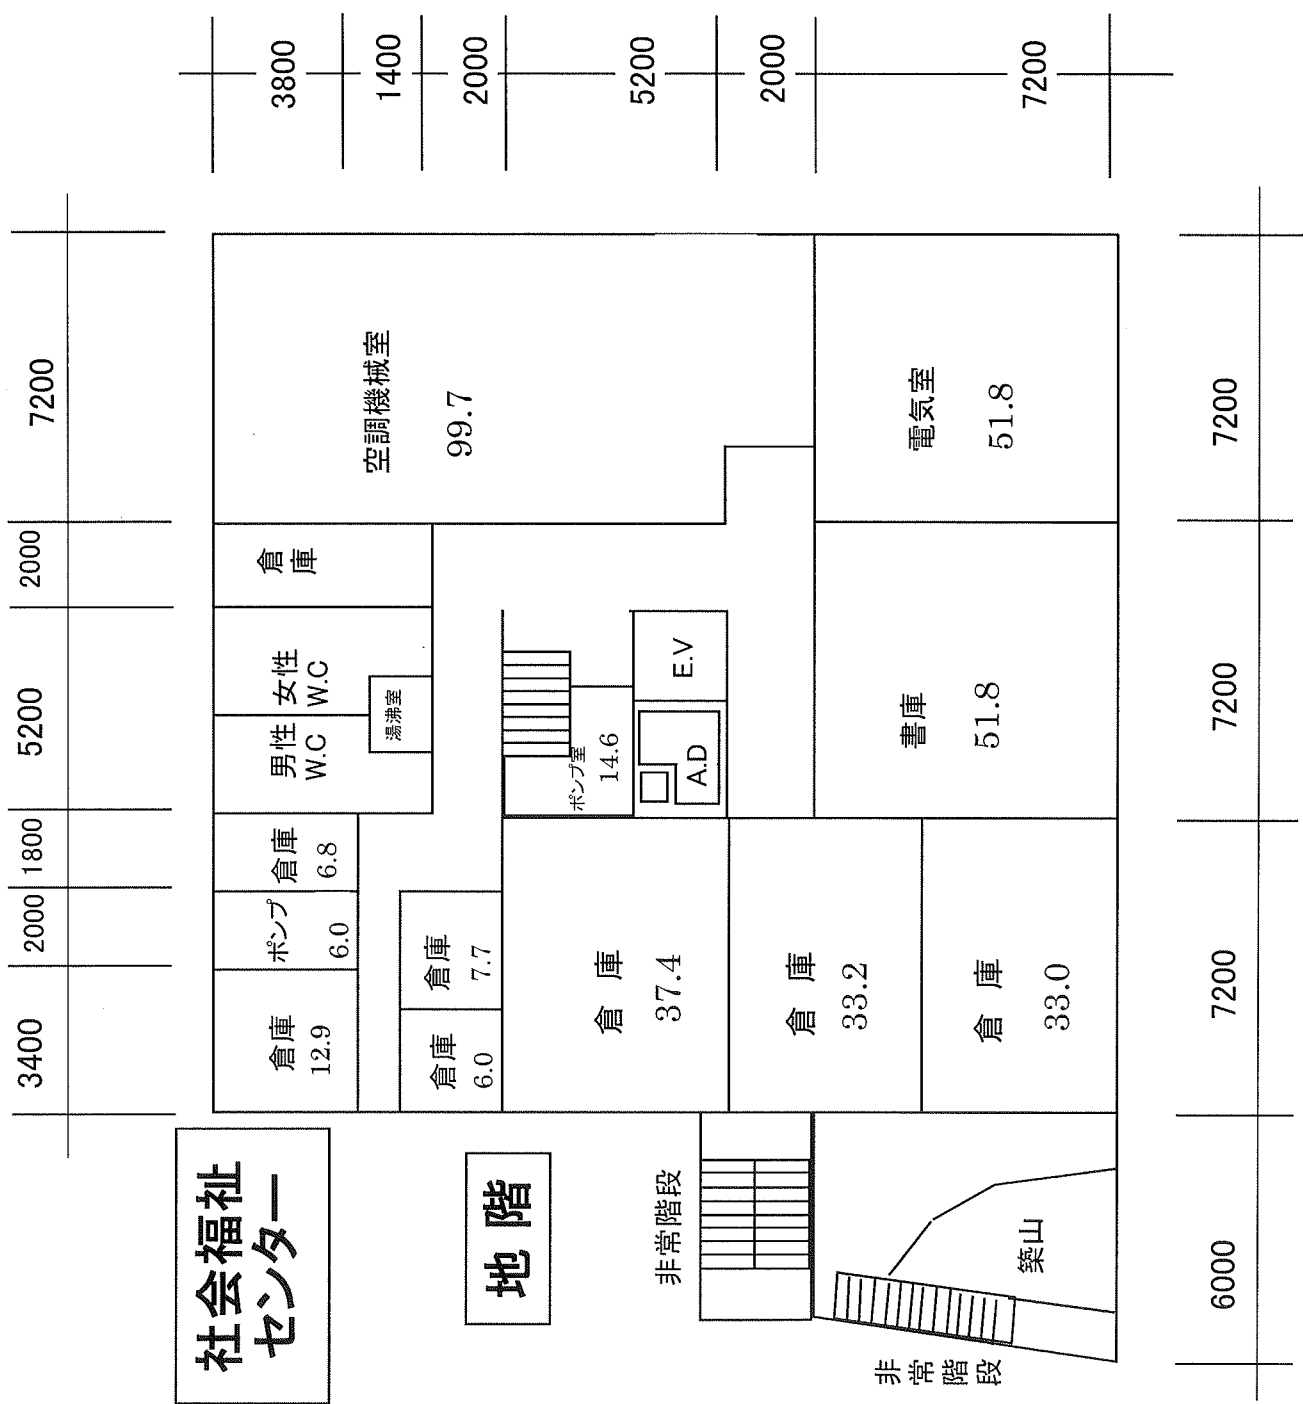 社会福祉
センター
地 階
3400
2000
1800
5200
2000
7200
3800
1400
2000
5200
2000
7200
倉庫
12.9
ポンプ
6.0
倉庫
6.8
男性
W.C
女性
W.C
湯沸室
倉庫
空調機械室
99.7
倉庫
6.0
倉庫
7.7
倉 庫
37.4
ポンプ室
14.6
A.D
E.V
倉 庫
33.2
倉 庫
33.0
書庫
51.8
電気室
51.8
非常階段
築山
非常階段
6000
7200
7200
7200